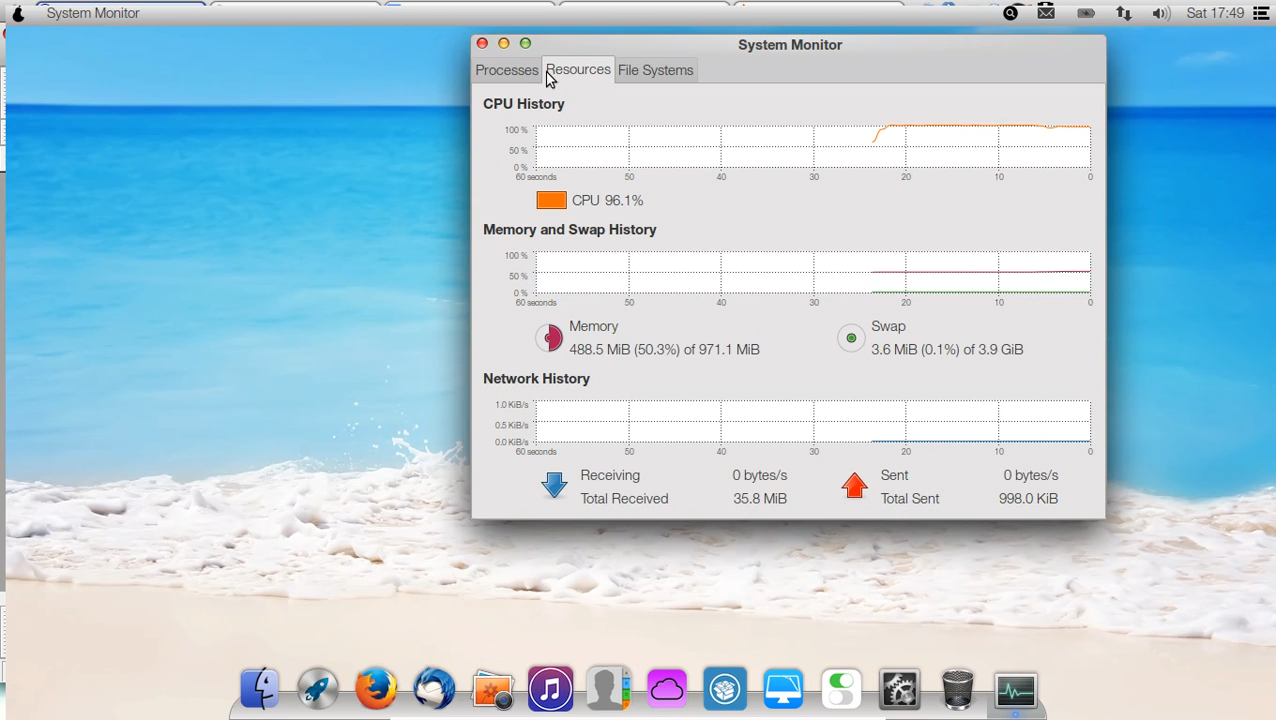 System Monitor
Sat 17:49
System Monitor
Processes Resources File Systems
CPU History
100 %
50 %
0 %
60 seconds 50 40 30 20 10 0
CPU 96.1%
Memory and Swap History
100 %
50 %
0 %
60 seconds 50 40 30 20 10 0
Memory Swap
488.5 MiB (50.3%) of 971.1 MiB 3.6 MiB (0.1%) of 3.9 GiB
Network History
1.0 KiB/s
0.5 KiB/s
0.0 KiB/s
60 seconds 50 40 30 20 10 0
Receiving 0 bytes/s Sent 0 bytes/s
Total Received 35.8 MiB Total Sent 998.0 KiB